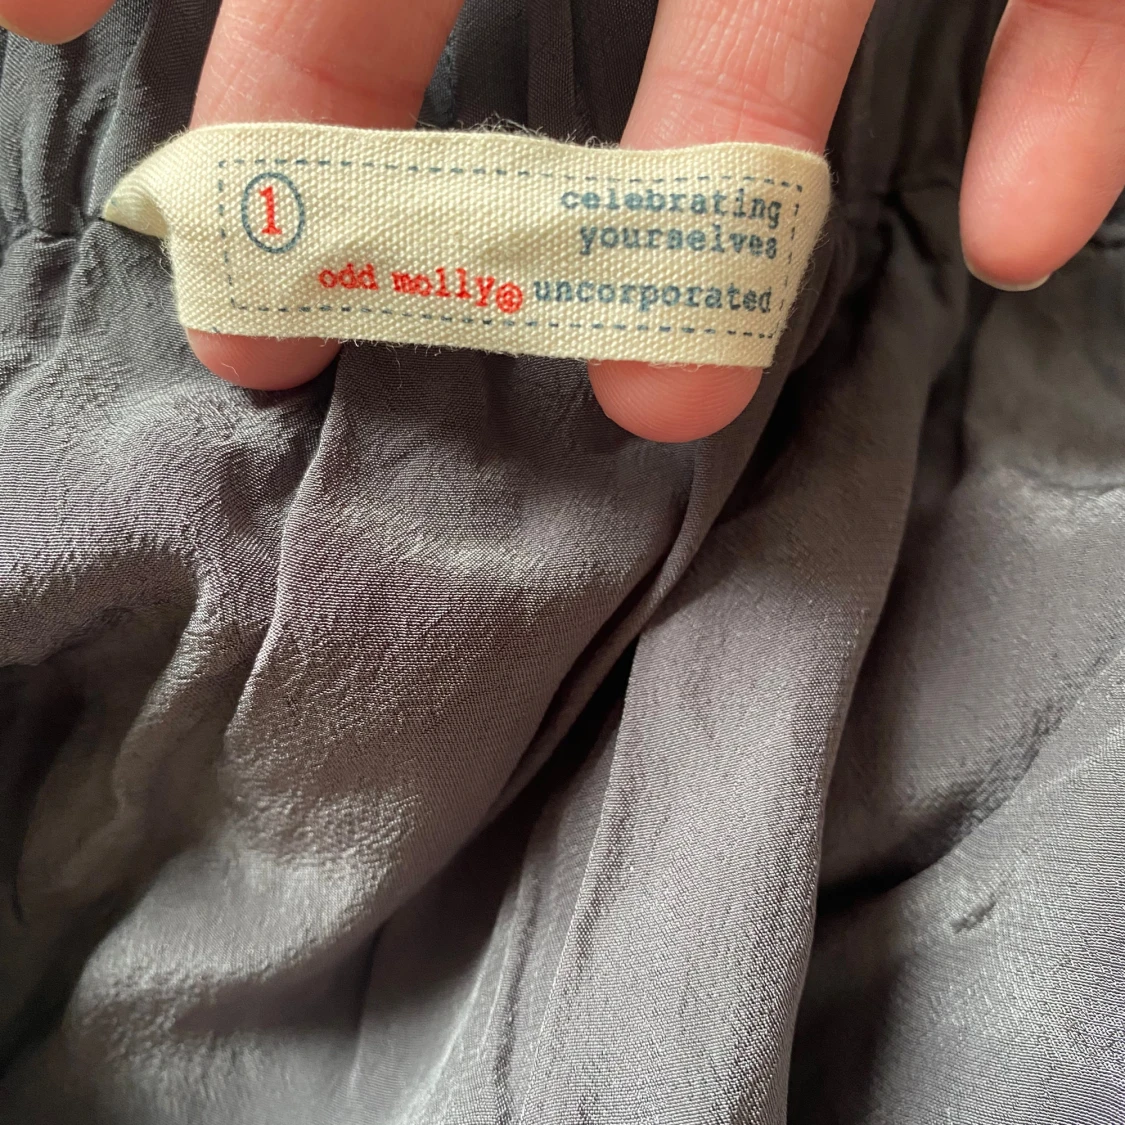 1
celebrating
yourselves
odd molly@ uncorporated